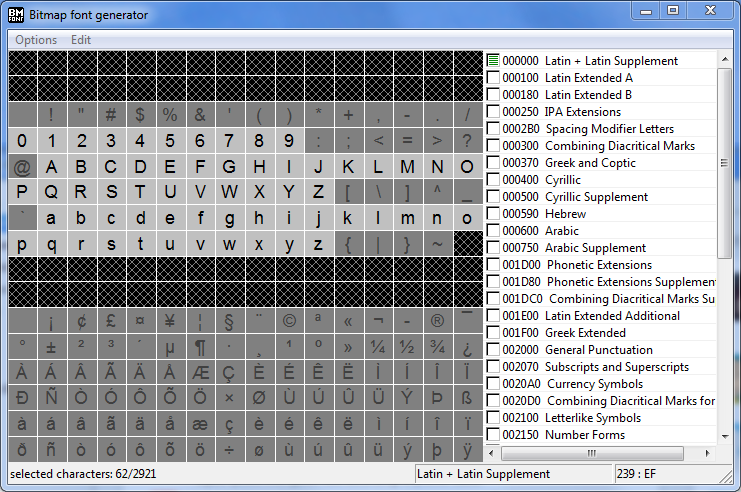 BM FONT Bitmap font generator
Options Edit
! " # $ % & ' ( ) * + , - . /
0 1 2 3 4 5 6 7 8 9 : ; < = > ?
@ A B C D E F G H I J K L M N O
P Q R S T U V W X Y Z [ \ ] ^ _
` a b c d e f g h i j k l m n o
p q r s t u v w x y z { | } ~
¡ ¢ £ ¤ ¥ ¦ § ¨ © ª « ¬ - ® ¯
° ± ² ³ ´ µ ¶ · ¸ ¹ º » ¼ ½ ¾ ¿
À Á Â Ã Ä Å Æ Ç È É Ê Ë Ì Í Î Ï
Ð Ñ Ò Ó Ô Õ Ö × Ø Ù Ú Û Ü Ý Þ ß
à á â ã ä å æ ç è é ê ë ì í î ï
ð ñ ò ó ô õ ö ÷ ø ù ú û ü ý þ ÿ
000000 Latin + Latin Supplement
000100 Latin Extended A
000180 Latin Extended B
000250 IPA Extensions
0002B0 Spacing Modifier Letters
000300 Combining Diacritical Marks
000370 Greek and Coptic
000400 Cyrillic
000500 Cyrillic Supplement
000590 Hebrew
000600 Arabic
000750 Arabic Supplement
001D00 Phonetic Extensions
001D80 Phonetic Extensions Supplemen
001DC0 Combining Diacritical Marks Su
001E00 Latin Extended Additional
001F00 Greek Extended
002000 General Punctuation
002070 Subscripts and Superscripts
0020A0 Currency Symbols
0020D0 Combining Diacritical Marks for
002100 Letterlike Symbols
002150 Number Forms
selected characters: 62/2921
Latin + Latin Supplement
239 : EF